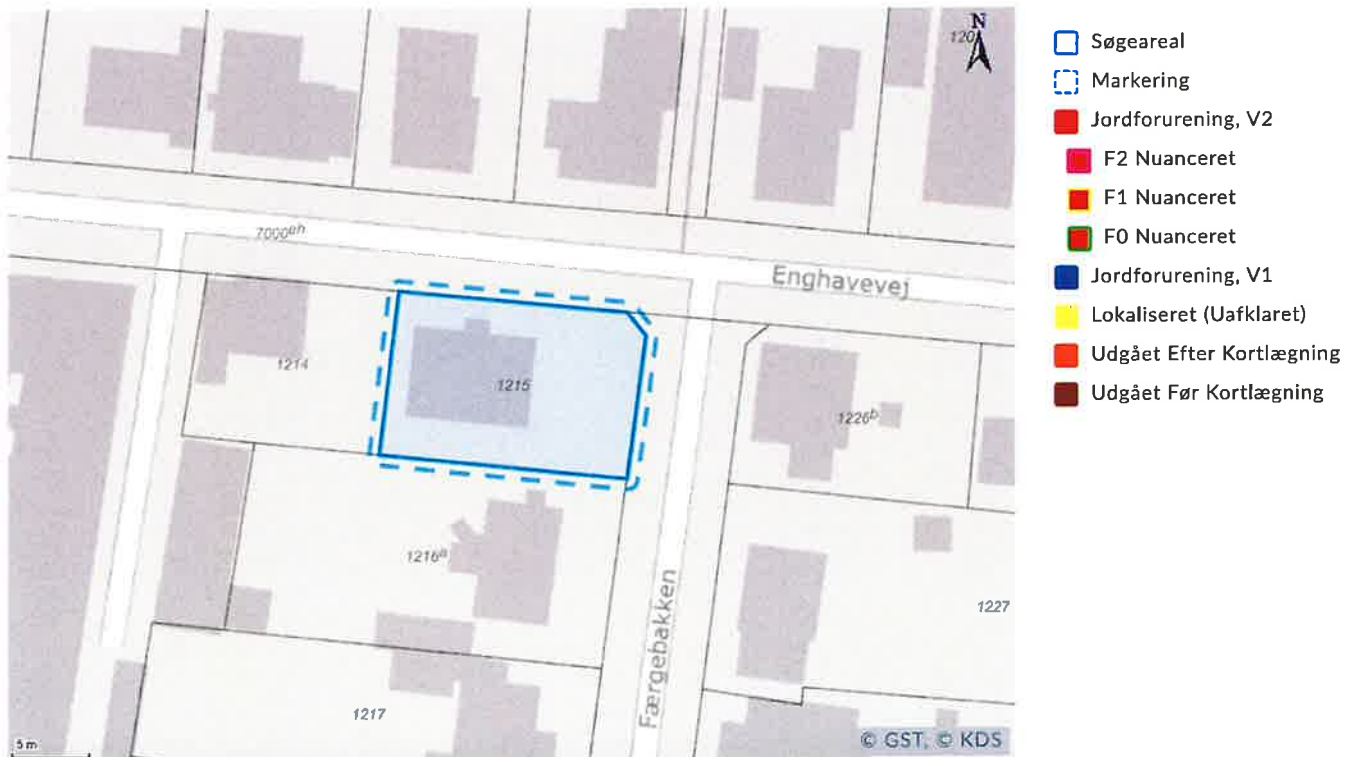 N
120
Søgeareal
Markering
Jordforurening, V2
F2 Nuanceret
F1 Nuanceret
F0 Nuanceret
Jordforurening, V1
Lokaliseret (Uafklaret)
Udgået Efter Kortlægning
Udgået Før Kortlægning
7000eh
Enghavevej
1214
1215
1226b
1216a
1227
Færgebakken
1217
5 m
© GST, © KDS